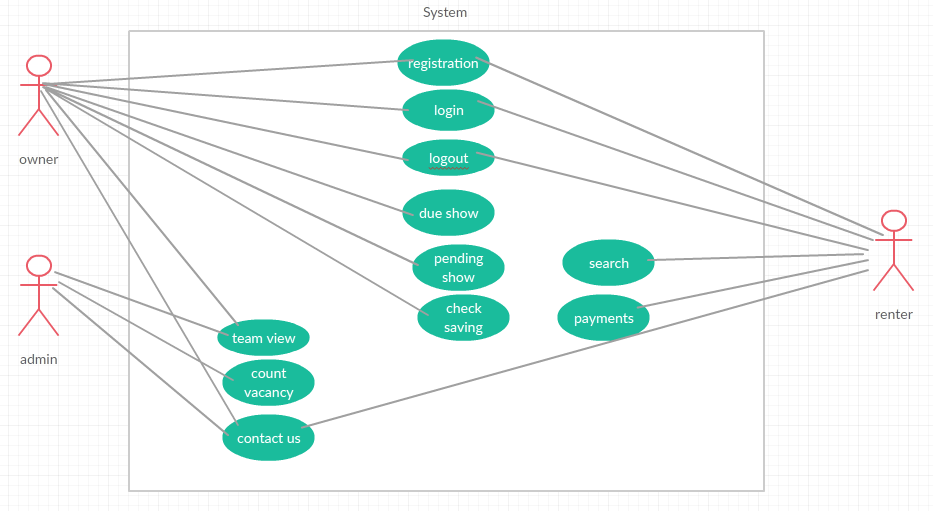 System
registration
login
owner
logout
due show
pending
show
search
check
saving
payments
renter
team view
admin
count
vacancy
contact us